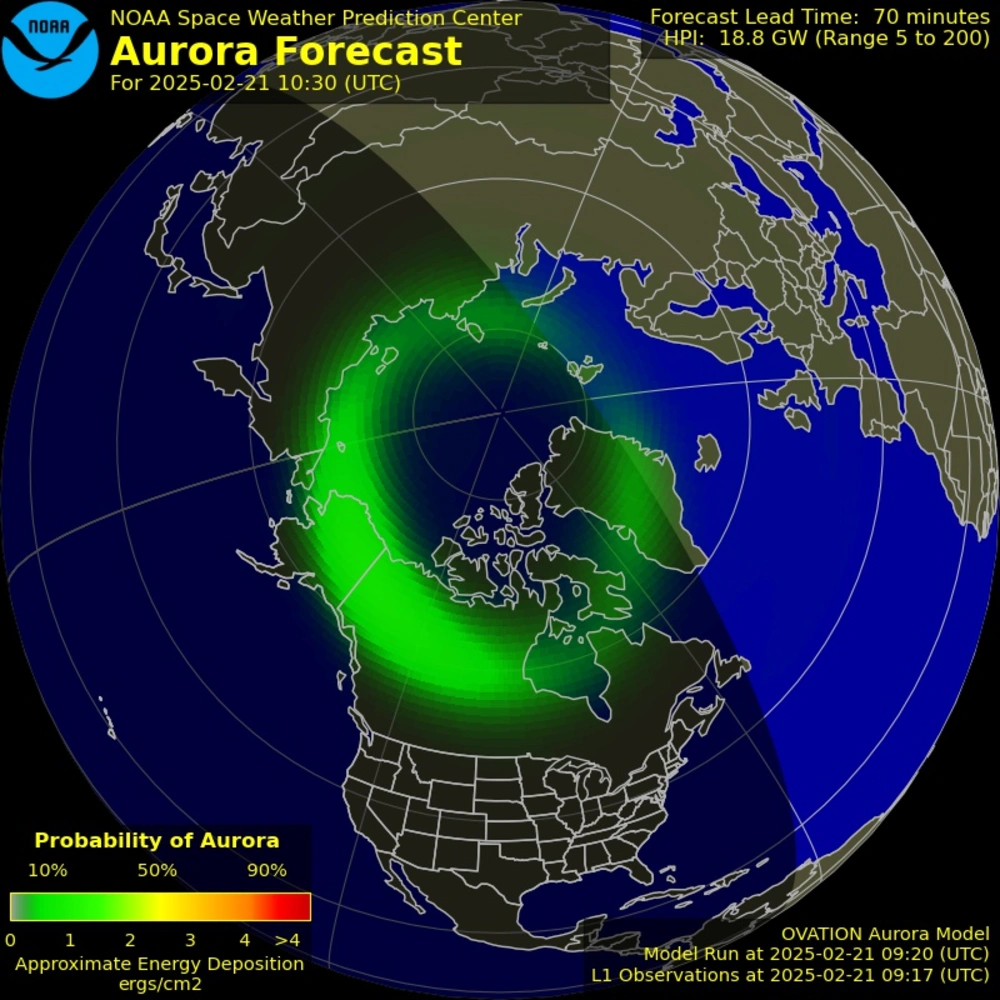 NOAA
NOAA Space Weather Prediction Center
Aurora Forecast
For 2025-02-21 10:30 (UTC)
Forecast Lead Time: 70 minutes
HPI: 18.8 GW (Range 5 to 200)
Probability of Aurora
10% 50% 90%
0 1 2 3 4 >4
Approximate Energy Deposition
ergs/cm2
OVATION Aurora Model
Model Run at 2025-02-21 09:20 (UTC)
L1 Observations at 2025-02-21 09:17 (UTC)